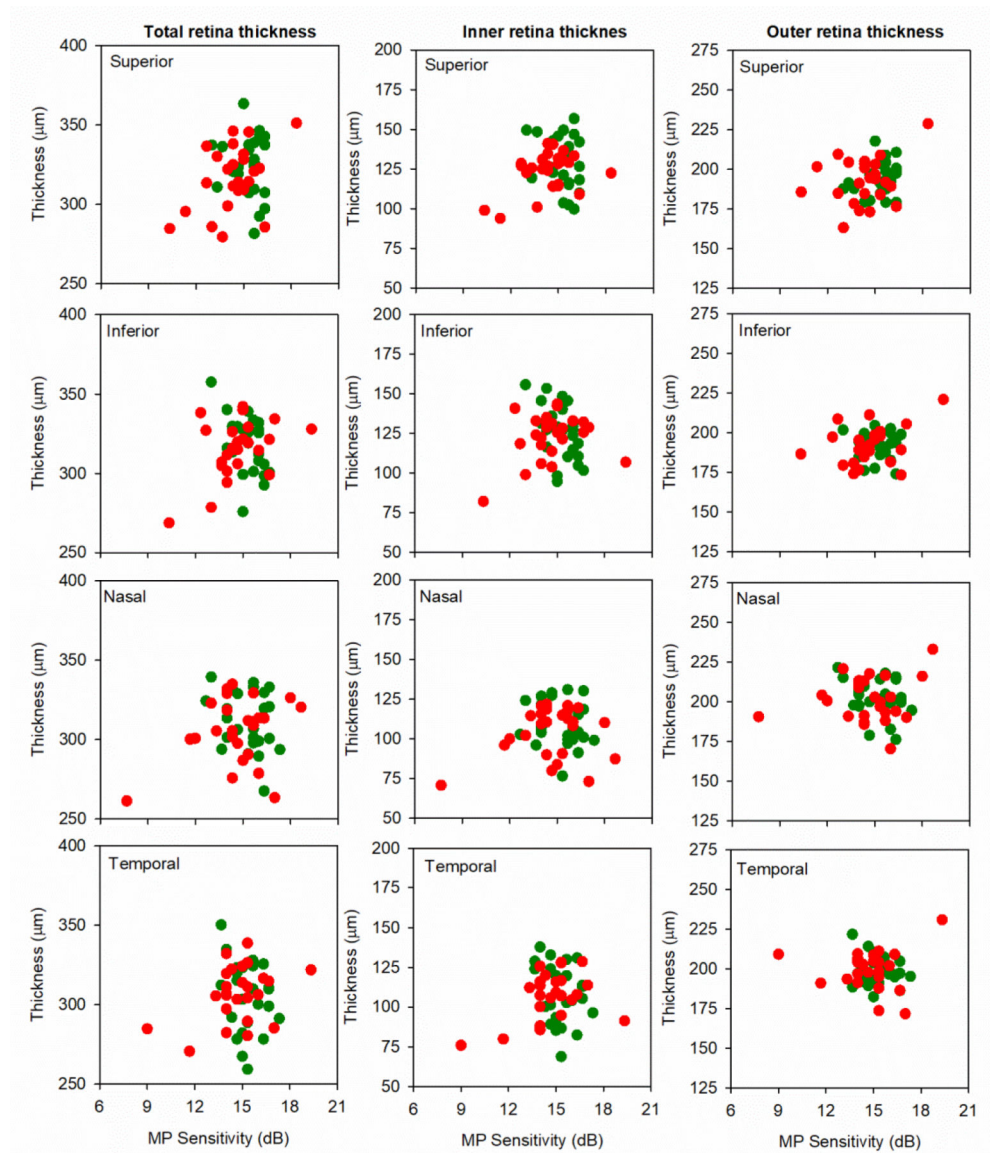 Total retina thickness
Inner retina thicknes
Outer retina thickness
400
350
300
250
Thickness (µm)
Superior
200
175
150
125
100
75
50
Thickness (µm)
Superior
275
250
225
200
175
150
125
Thickness (µm)
Superior
400
350
300
250
Thickness (µm)
Inferior
200
175
150
125
100
75
50
Thickness (µm)
Inferior
275
250
225
200
175
150
125
Thickness (µm)
Inferior
400
350
300
250
Thickness (µm)
Nasal
200
175
150
125
100
75
50
Thickness (µm)
Nasal
275
250
225
200
175
150
125
Thickness (µm)
Nasal
400
350
300
250
Thickness (µm)
Temporal
200
175
150
125
100
75
50
Thickness (µm)
Temporal
275
250
225
200
175
150
125
Thickness (µm)
Temporal
6 9 12 15 18 21
6 9 12 15 18 21
6 9 12 15 18 21
MP Sensitivity (dB)
MP Sensitivity (dB)
MP Sensitivity (dB)